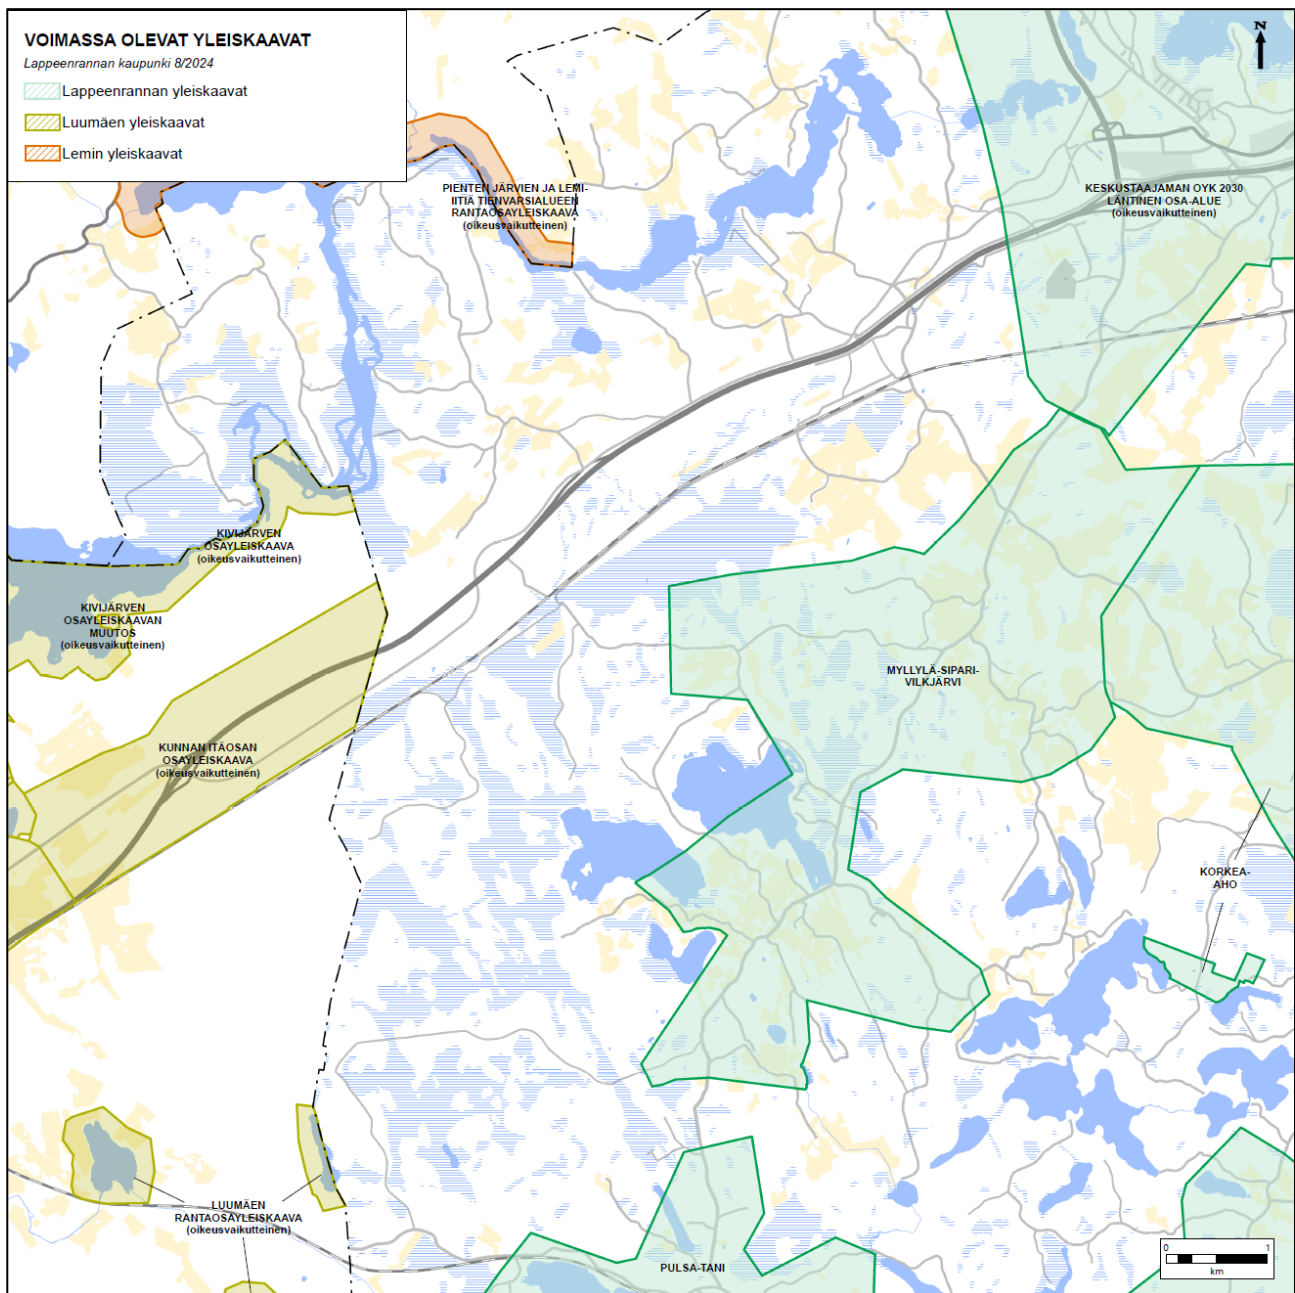 VOIMASSA OLEVAT YLEISKAAVAT
Lappeenrannan kaupunki 8/2024
Lappeenrannan yleiskaavat
Luumäen yleiskaavat
Lemin yleiskaavat
N
PIENTEN JÄRVIEN JA LEMI-
IITIÄ TIENVARSIALUEEN
RANTAOSAYLEISKAAVA
(oikeusvaikutteinen)
KESKUSTAAJAMAN OYK 2030
LÄNTINEN OSA-ALUE
(oikeusvaikutteinen)
KIVIJÄRVEN
OSAYLEISKAAVA
(oikeusvaikutteinen)
KIVIJÄRVEN
OSAYLEISKAAVAN
MUUTOS
(oikeusvaikutteinen)
MYLLYLÄ-SIPARI-
VILKJÄRVI
KUNNAN ITÄOSAN
OSAYLEISKAAVA
(oikeusvaikutteinen)
KORKEA-
AHO
LUUMÄEN
RANTAOSAYLEISKAAVA
(oikeusvaikutteinen)
PULSA-TANI
0 1
km